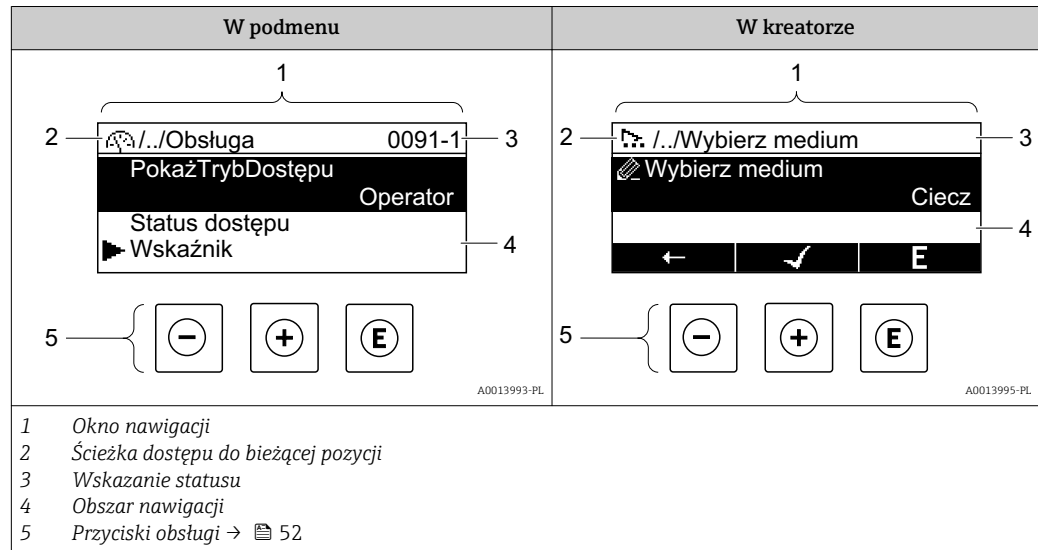 W podmenu
W kreatorze
1
2
/../Obsługa 0091-1
3
PokażTrybDostępu
Operator
Status dostępu
Wskaźnik
4
5
- + E
A0013993-PL
1
2
/../Wybierz medium
3
Wybierz medium
Ciecz
4
← ✓ E
5
- + E
A0013995-PL
1 Okno nawigacji
2 Ścieżka dostępu do bieżącej pozycji
3 Wskazanie statusu
4 Obszar nawigacji
5 Przyciski obsługi → 52